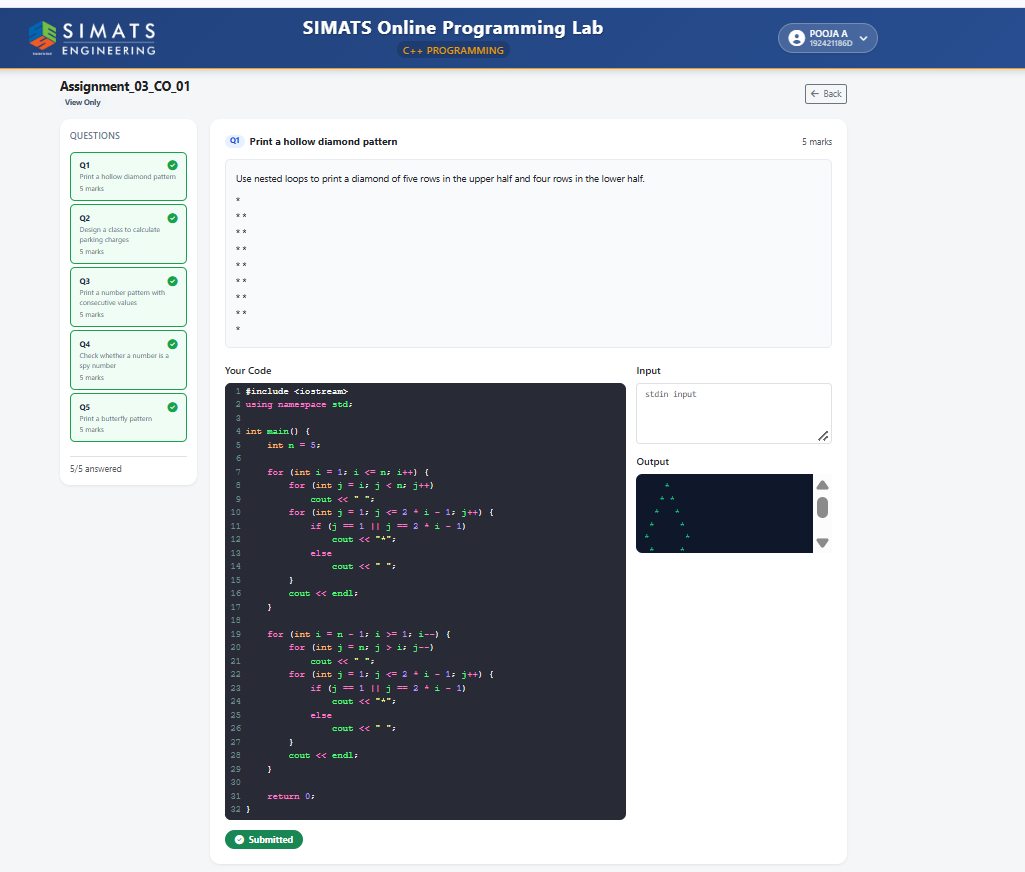 SIMATS
ENGINEERING
SIMATS Online Programming Lab
C++ PROGRAMMING
POOJA A
192421186D
Assignment_03_CO_01
View Only
← Back
QUESTIONS
Q1
Print a hollow diamond pattern
5 marks
Q2
Design a class to calculate
parking charges
5 marks
Q3
Print a number pattern with
consecutive values
5 marks
Q4
Check whether a number is a
spy number
5 marks
Q5
Print a butterfly pattern
5 marks
5/5 answered
Q1 Print a hollow diamond pattern
5 marks
Use nested loops to print a diamond of five rows in the upper half and four rows in the lower half.
*
* *
* *
* *
* *
* *
* *
* *
*
Your Code
1 #include <iostream>
2 using namespace std;
3
4 int main() {
5     int n = 5;
6
7     for (int i = 1; i <= n; i++) {
8         for (int j = i; j < n; j++)
9             cout << " ";
10         for (int j = 1; j <= 2 * i - 1; j++) {
11             if (j == 1 || j == 2 * i - 1)
12                 cout << "*";
13             else
14                 cout << " ";
15         }
16         cout << endl;
17     }
18
19     for (int i = n - 1; i >= 1; i--) {
20         for (int j = n; j > i; j--)
21             cout << " ";
22         for (int j = 1; j <= 2 * i - 1; j++) {
23             if (j == 1 || j == 2 * i - 1)
24                 cout << "*";
25             else
26                 cout << " ";
27         }
28         cout << endl;
29     }
30
31     return 0;
32 }
Input
stdin input
Output
    *
   * *
  *   *
 *     *
*       *
 *     *
Submitted